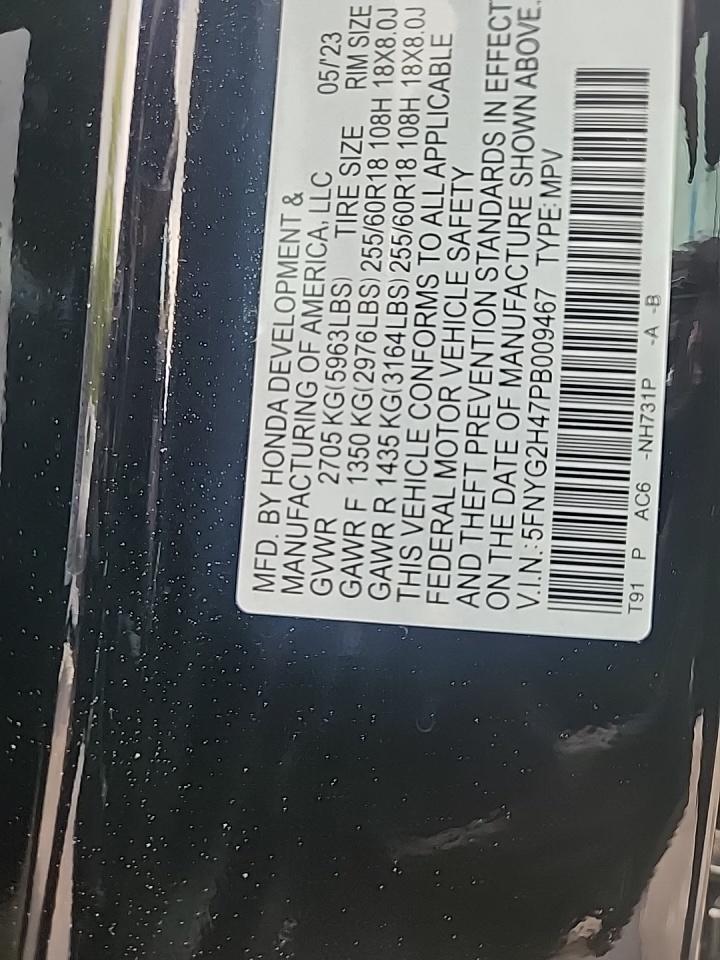 MFD. BY HONDA DEVELOPMENT &
MANUFACTURING OF AMERICA, LLC 05/'23
GVWR 2705 KG(5963LBS) TIRE SIZE RIM SIZE
GAWR F 1350 KG(2976LBS) 255/60R18 108H 18X8.0J
GAWR R 1435 KG(3164LBS) 255/60R18 108H 18X8.0J
THIS VEHICLE CONFORMS TO ALL APPLICABLE
FEDERAL MOTOR VEHICLE SAFETY
AND THEFT PREVENTION STANDARDS IN EFFECT
ON THE DATE OF MANUFACTURE SHOWN ABOVE.
V.I.N.: 5FNYG2H47PB009467 TYPE: MPV
T91 P AC6 -NH731P -A -B